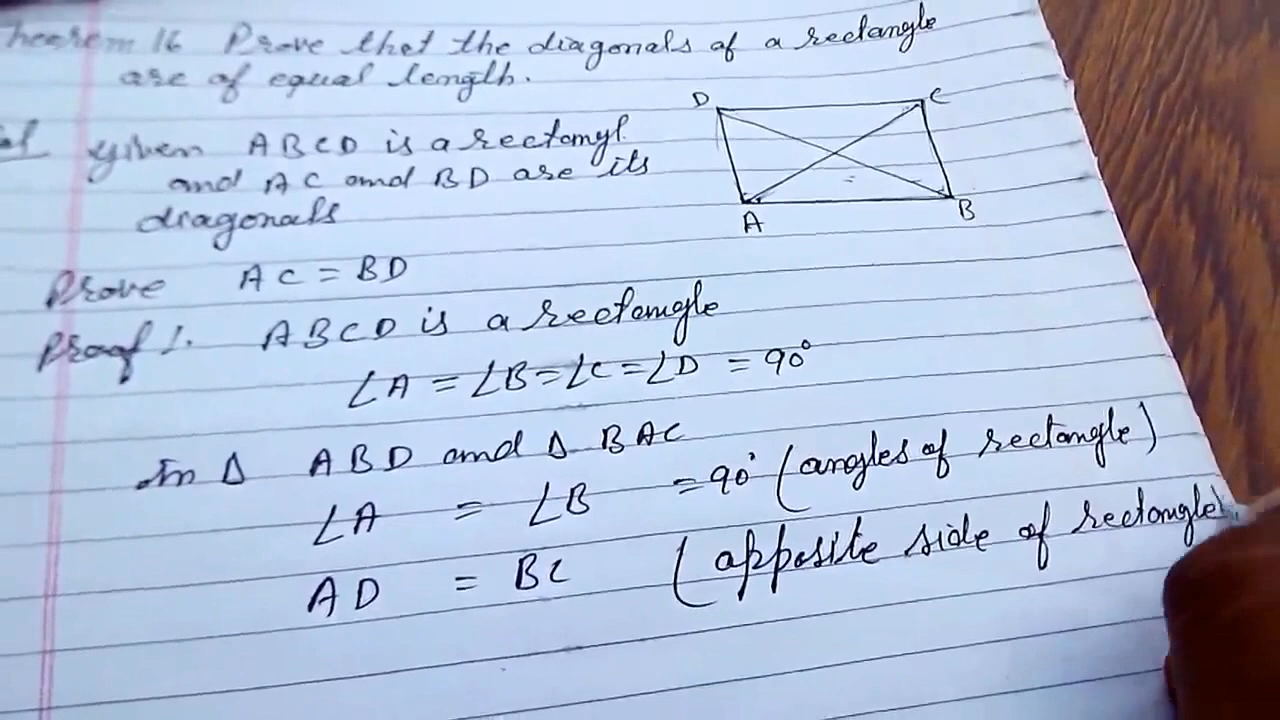 heorem 16 Prove that the diagonals of a rectangle
are of equal length.
given ABCD is a rectangl
and AC and BD are its
diagonals
D C
A B
Prove AC = BD
Proof :. ABCD is a rectangle
∠A = ∠B = ∠C = ∠D = 90°
In Δ ABD and Δ BAC
∠A = ∠B = 90° (angles of rectangle)
AD = BC (apposite side of rectangle)